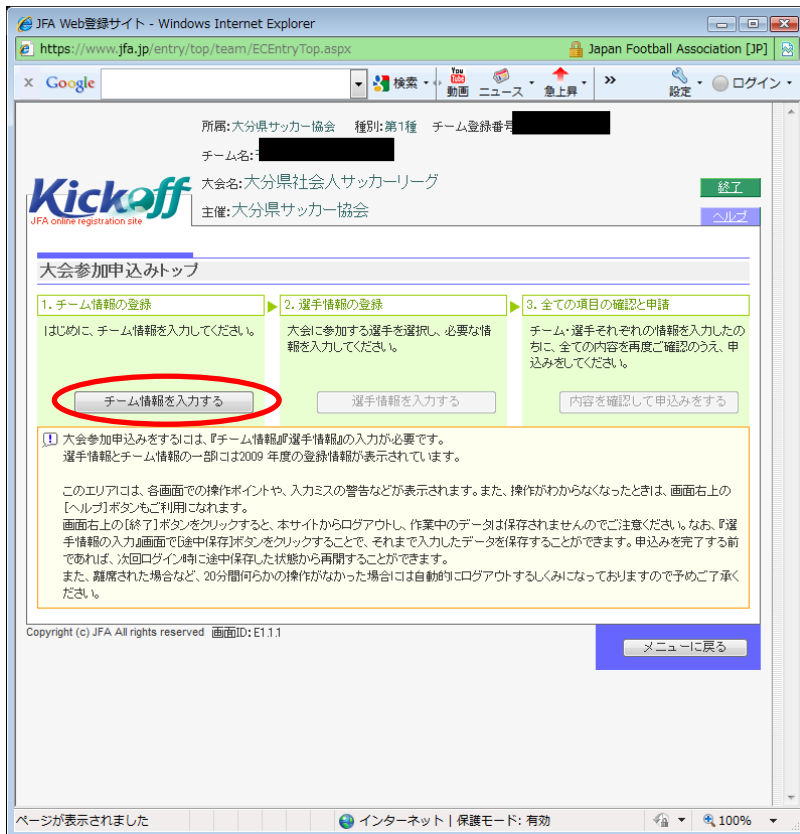 JFA Web登録サイト - Windows Internet Explorer
https://www.jfa.jp/entry/top/team/ECEntryTop.aspx Japan Football Association [JP]
x Google 検索 You Tube 動画 ニュース 急上昇 » 設定 ログイン
所属:大分県サッカー協会 種別:第1種 チーム登録番号
チーム名:
大会名:大分県社会人サッカーリーグ
主催:大分県サッカー協会
Kickoff
JFA online registration site
終了
ヘルプ
大会参加申込みトップ
1. チーム情報の登録
はじめに、チーム情報を入力してください。
チーム情報を入力する
2. 選手情報の登録
大会に参加する選手を選択し、必要な情
報を入力してください。
選手情報を入力する
3. 全ての項目の確認と申請
チーム・選手それぞれの情報を入力したの
ちに、全ての内容を再度ご確認のうえ、申
込みをしてください。
内容を確認して申込みをする
大会参加申込みをするには、『チーム情報』『選手情報』の入力が必要です。
選手情報とチーム情報の一部には2009 年度の登録情報が表示されています。
このエリアには、各画面での操作ポイントや、入力ミスの警告などが表示されます。また、操作がわからなくなったときは、画面右上の
[ヘルプ]ボタンもご利用になれます。
画面右上の[終了]ボタンをクリックすると、本サイトからログアウトし、作業中のデータは保存されませんのでご注意ください。なお、『選
手情報の入力』画面で[途中保存]ボタンをクリックすることで、それまで入力したデータを保存することができます。申込みを完了する前
であれば、次回ログイン時に途中保存した状態から再開することができます。
また、離席された場合など、20分間何らかの操作がなかった場合には自動的にログアウトするしくみになっておりますので予めご了承く
ださい。
Copyright (c) JFA All rights reserved 画面ID: E1.1.1
メニューに戻る
ページが表示されました インターネット | 保護モード: 有効 100%